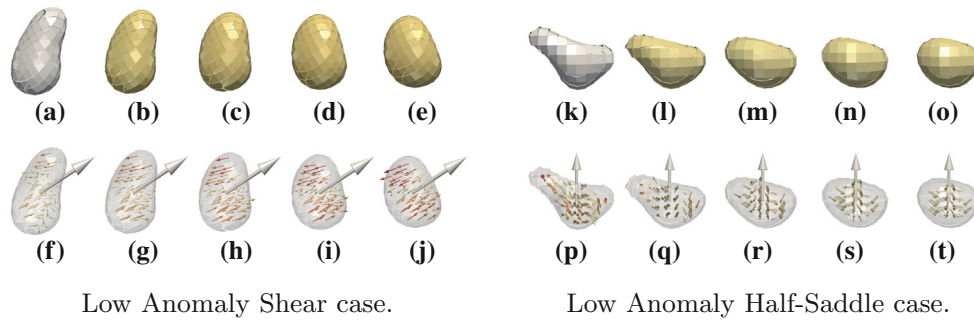 (a) (b) (c) (d) (e) (k) (l) (m) (n) (o)
(f) (g) (h) (i) (j) (p) (q) (r) (s) (t)
Low Anomaly Shear case. Low Anomaly Half-Saddle case.